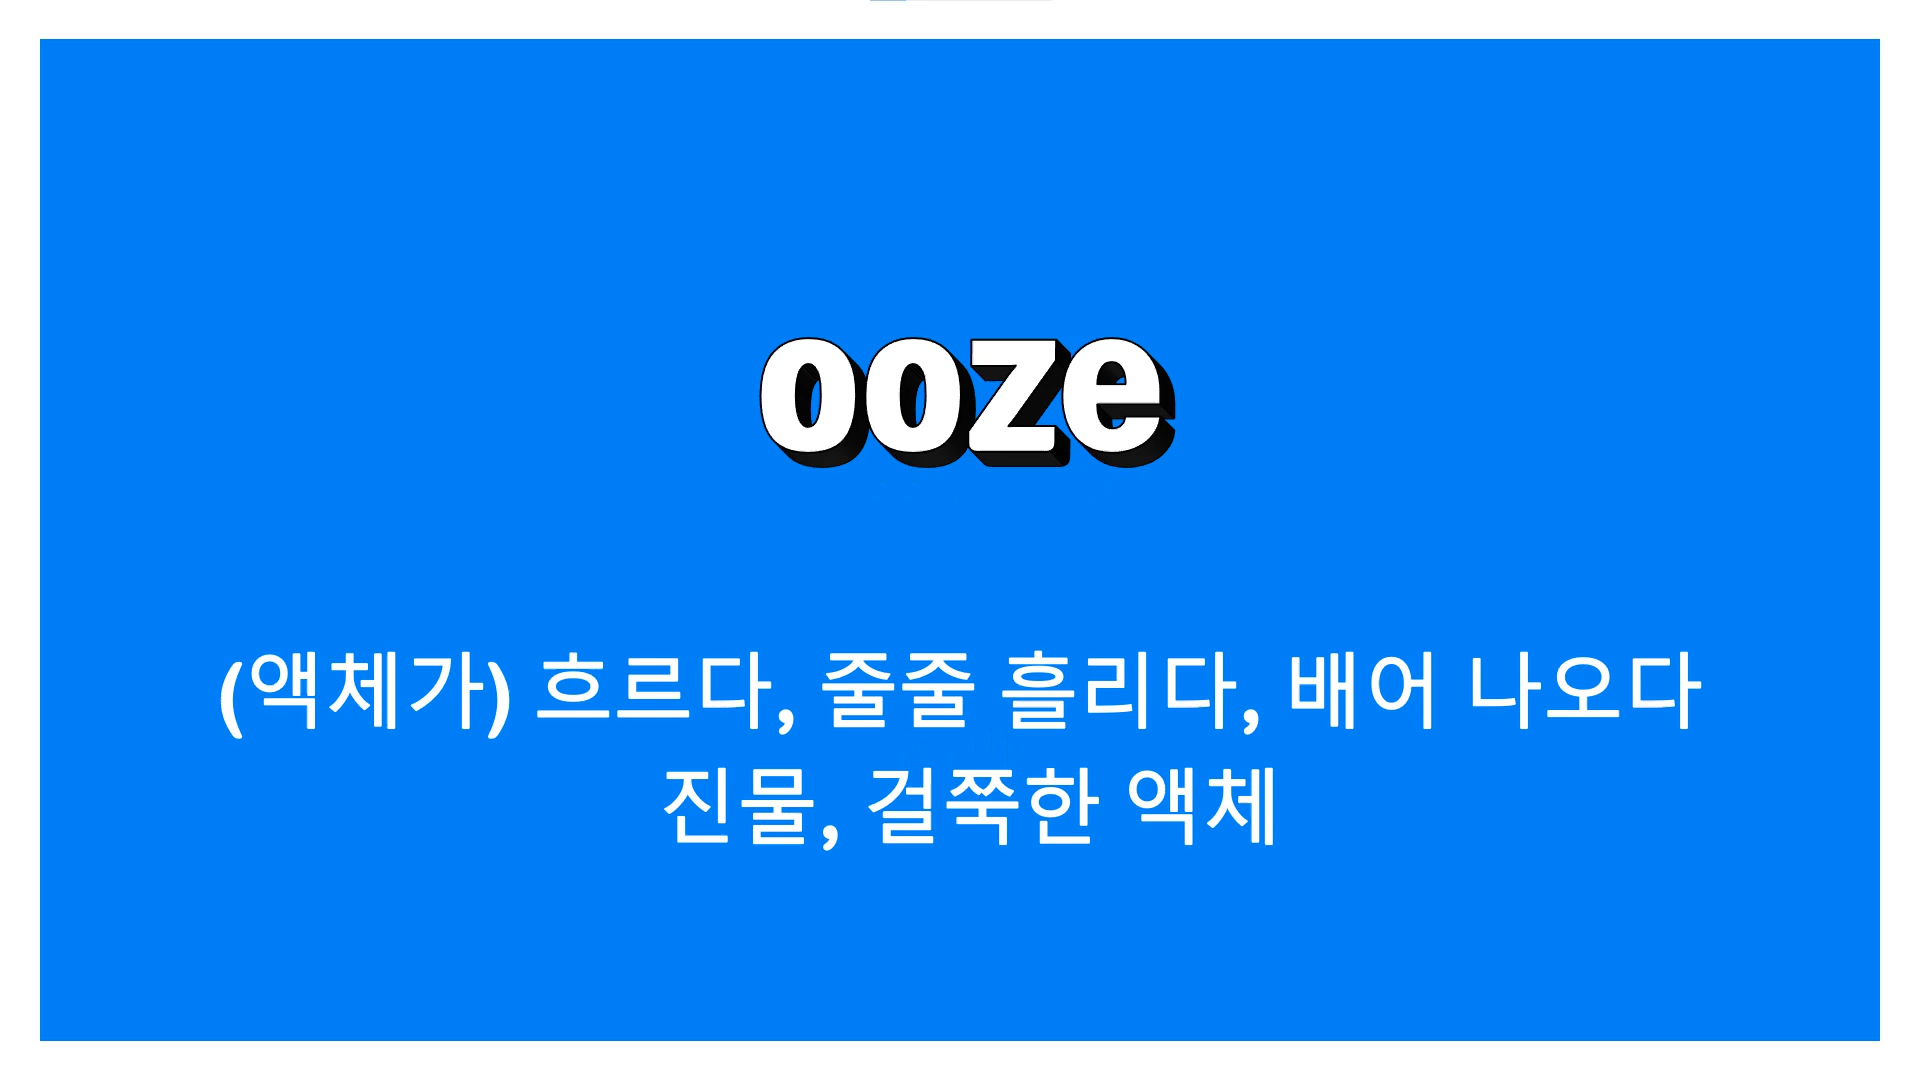 ooze
(액체가) 흐르다, 줄줄 흘리다, 배어 나오다
진물, 걸쭉한 액체